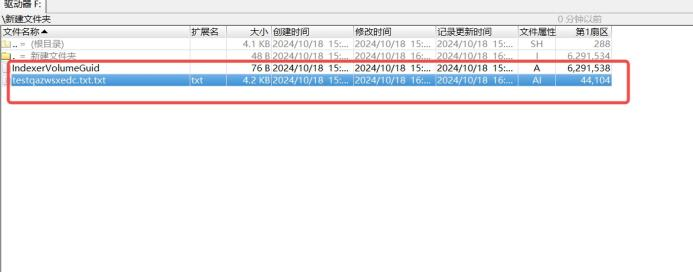 驱动器 F:
\新建文件夹 0 分钟以前
文件名称 扩展名 大小 创建时间 修改时间 记录更新时间 文件属性 第1扇区
.. = (根目录) 4.1 KB 2024/10/18 15:... 2024/10/18 15:... 2024/10/18 15:... SH 288
. = 新建文件夹 48 B 2024/10/18 15:... 2024/10/18 16:... 2024/10/18 16:... I 6,291,534
IndexerVolumeGuid 76 B 2024/10/18 15:... 2024/10/18 15:... 2024/10/18 15:... A 6,291,538
testqazwsxedc.txt.txt txt 4.2 KB 2024/10/18 15:... 2024/10/18 15:... 2024/10/18 16:... AI 44,104